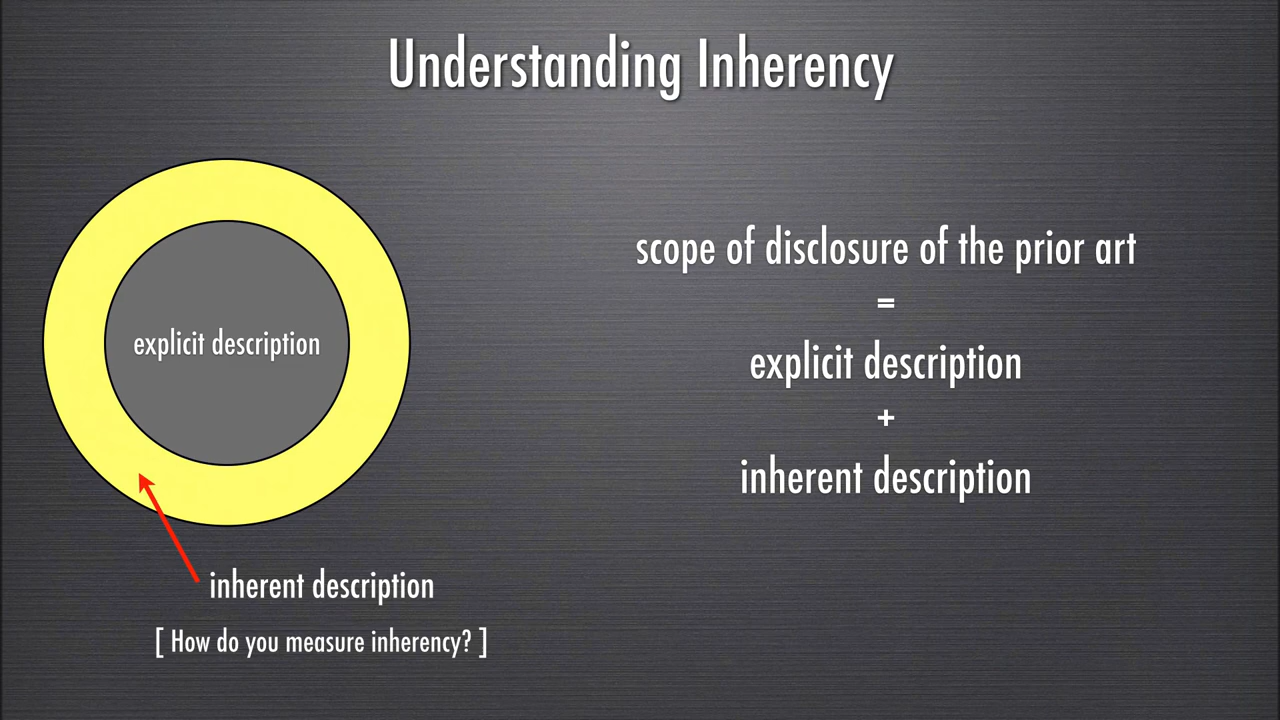 Understanding Inherency
explicit description
scope of disclosure of the prior art
=
explicit description
+
inherent description
inherent description
[ How do you measure inherency? ]